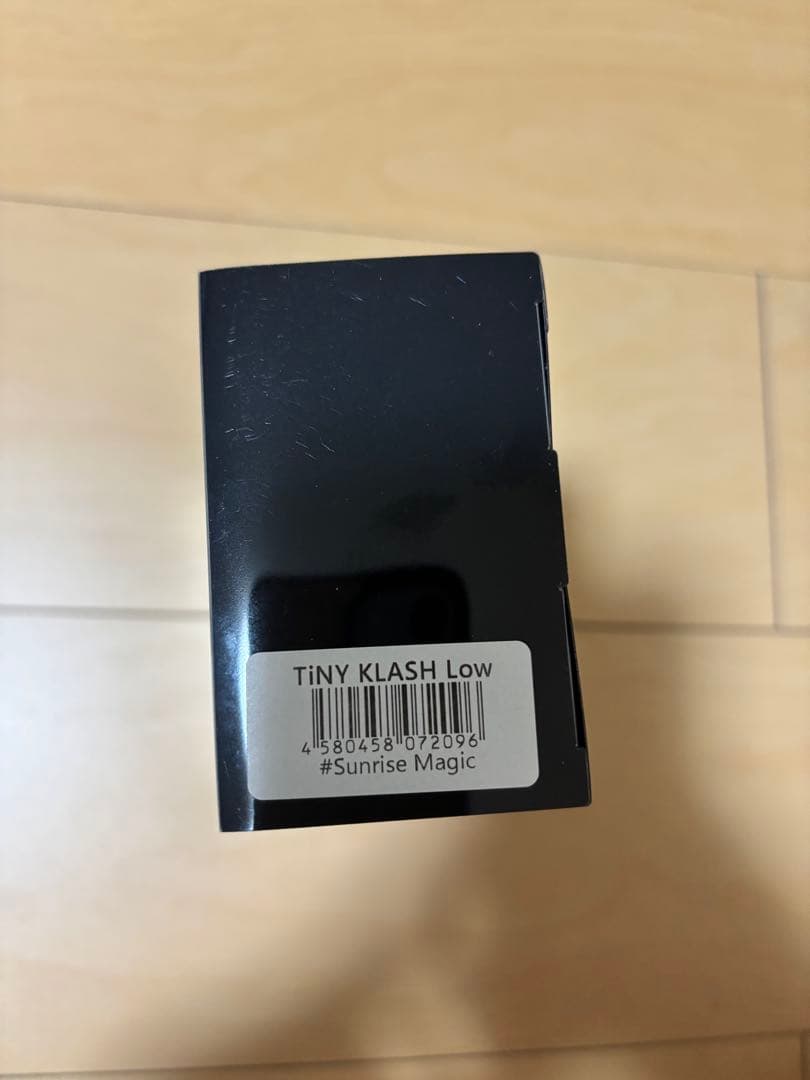 TiNY KLASH Low
4 580458 072096
#Sunrise Magic